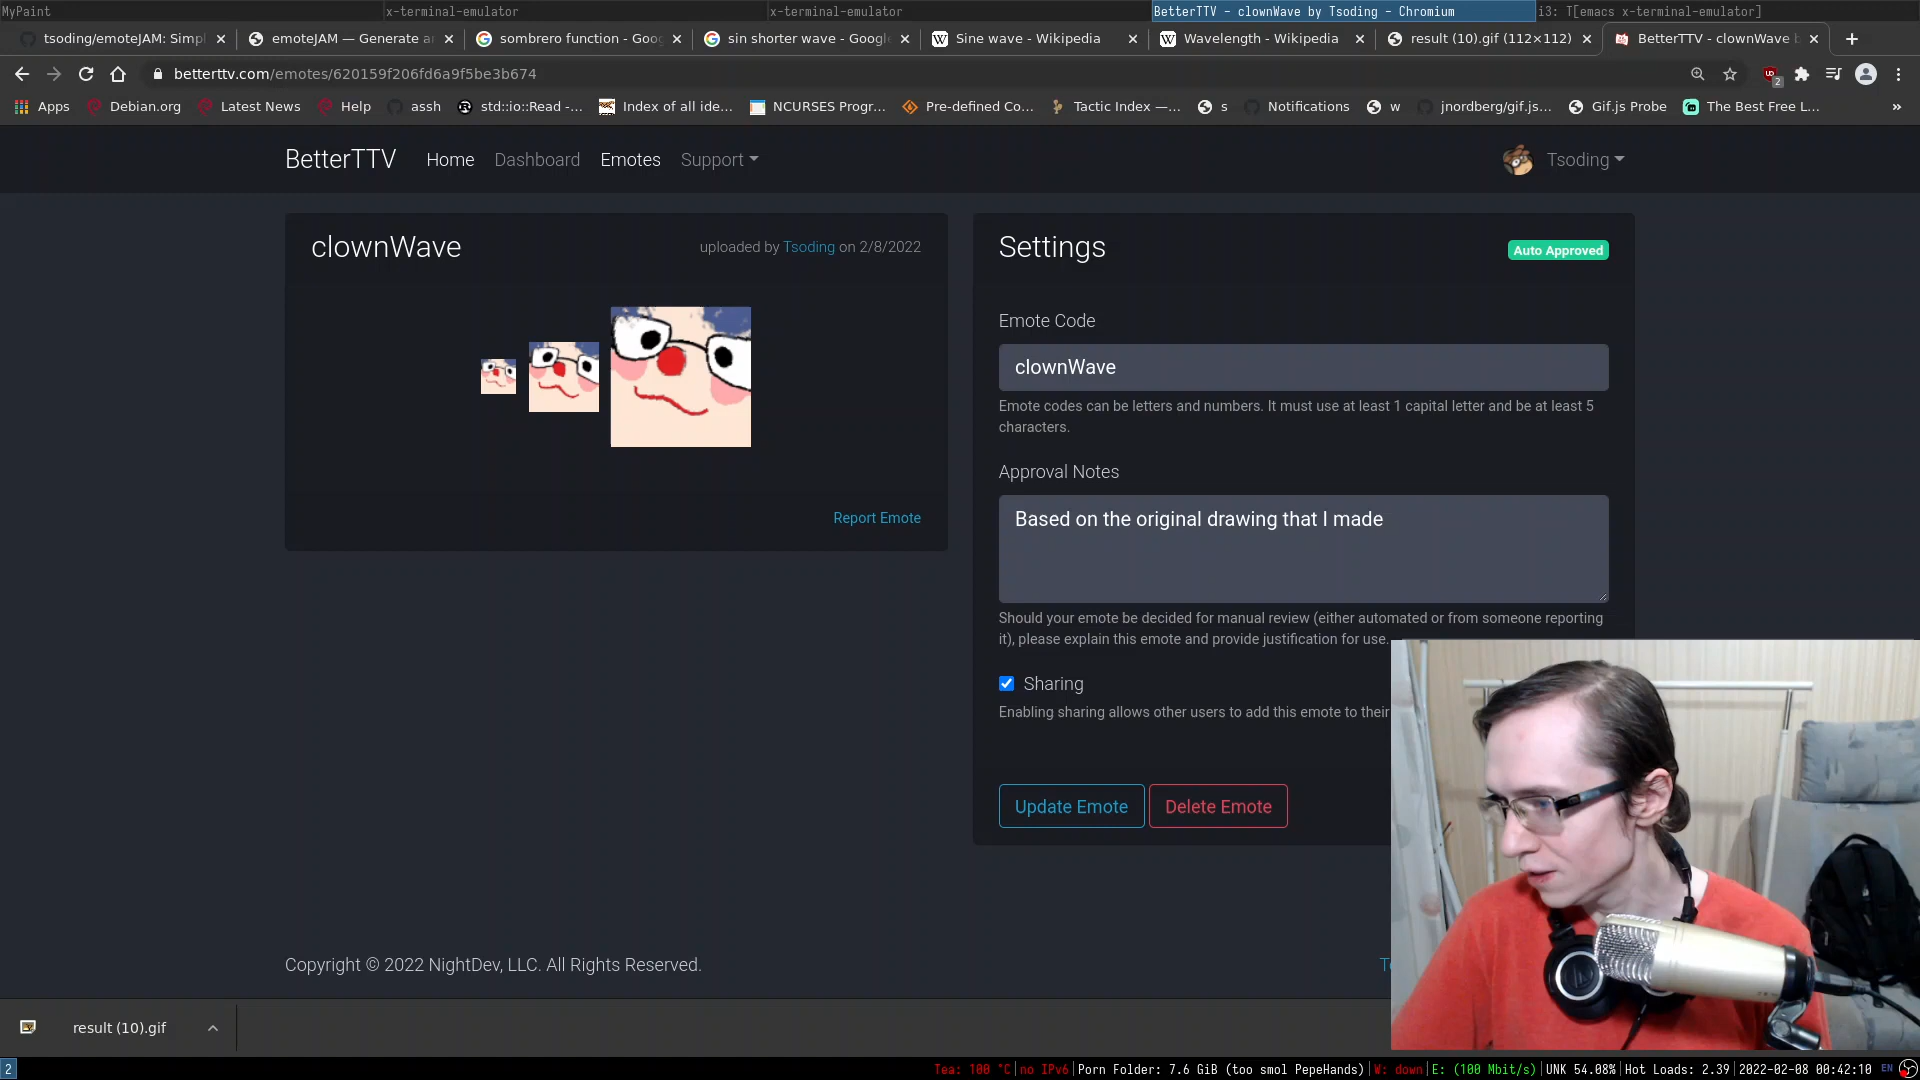 MyPaint
x-terminal-emulator
x-terminal-emulator
BetterTTV - clownWave by Tsoding - Chromium
i3: T[emacs x-terminal-emulator]
tsoding/emoteJAM: Simpl
emoteJAM — Generate a
sombrero function - Goo
sin shorter wave - Googl
Sine wave - Wikipedia
Wavelength - Wikipedia
result (10).gif (112×112)
BetterTTV - clownWave b
betterttv.com/emotes/620159f206fd6a9f5be3b674
2
Apps
Debian.org
Latest News
Help
assh
std::io::Read -...
Index of all ide...
NCURSES Progr...
Pre-defined Co...
Tactic Index —...
s
Notifications
w
jnordberg/gif.js...
Gif.js Probe
The Best Free L...
»
BetterTTV
Home
Dashboard
Emotes
Support
Tsoding
clownWave
uploaded by Tsoding on 2/8/2022
Report Emote
Settings
Auto Approved
Emote Code
clownWave
Emote codes can be letters and numbers. It must use at least 1 capital letter and be at least 5
characters.
Approval Notes
Based on the original drawing that I made
Should your emote be decided for manual review (either automated or from someone reporting
it), please explain this emote and provide justification for use.
Sharing
Enabling sharing allows other users to add this emote to their
Update Emote
Delete Emote
Copyright © 2022 NightDev, LLC. All Rights Reserved.
result (10).gif
2
Tea: 100 °C|no IPv6|Porn Folder: 7.6 GiB (too smol PepeHands)|W: down|E: (100 Mbit/s)|UNK 54.08%|Hot Loads: 2.39|2022-02-08 00:42:10
EN